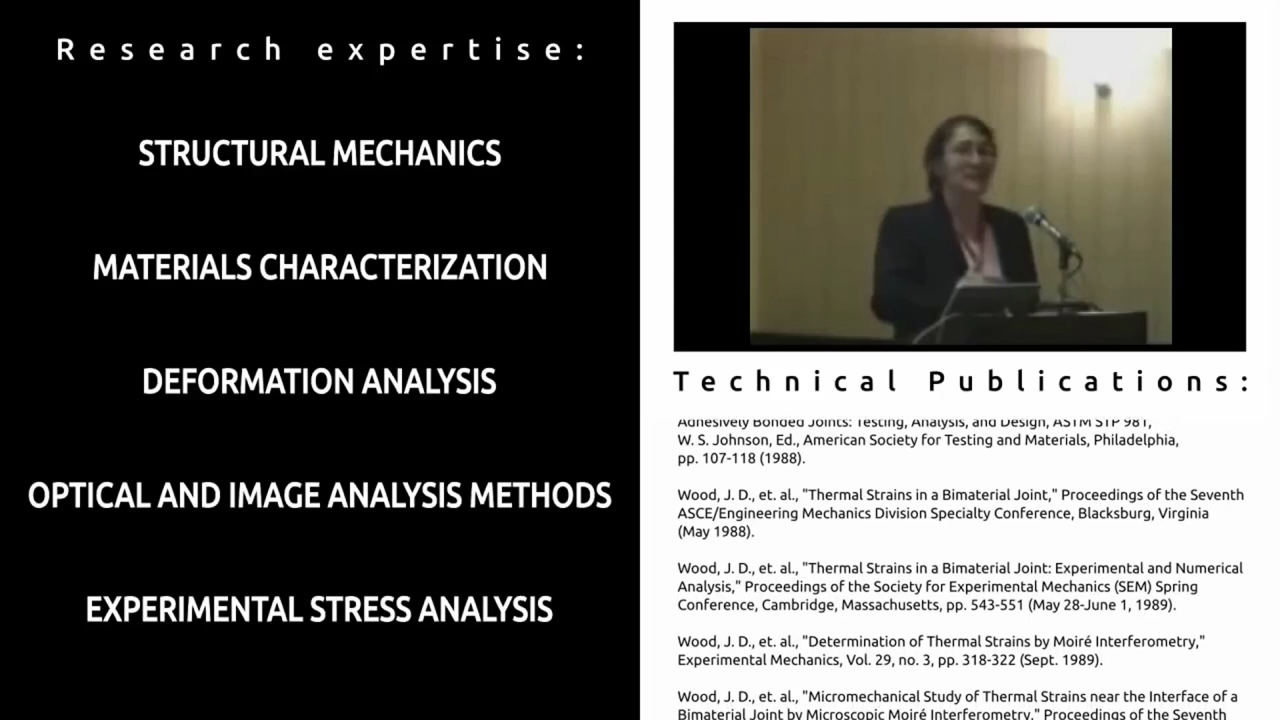 Research expertise:
STRUCTURAL MECHANICS
MATERIALS CHARACTERIZATION
DEFORMATION ANALYSIS
OPTICAL AND IMAGE ANALYSIS METHODS
EXPERIMENTAL STRESS ANALYSIS
Technical Publications:
Adhesively Bonded Joints: Testing, Analysis, and Design, ASTM STP 981,
W. S. Johnson, Ed., American Society for Testing and Materials, Philadelphia,
pp. 107-118 (1988).
Wood, J. D., et. al., "Thermal Strains in a Bimaterial Joint," Proceedings of the Seventh
ASCE/Engineering Mechanics Division Specialty Conference, Blacksburg, Virginia
(May 1988).
Wood, J. D., et. al., "Thermal Strains in a Bimaterial Joint: Experimental and Numerical
Analysis," Proceedings of the Society for Experimental Mechanics (SEM) Spring
Conference, Cambridge, Massachusetts, pp. 543-551 (May 28-June 1, 1989).
Wood, J. D., et. al., "Determination of Thermal Strains by Moiré Interferometry,"
Experimental Mechanics, Vol. 29, no. 3, pp. 318-322 (Sept. 1989).
Wood, J. D., et. al., "Micromechanical Study of Thermal Strains near the Interface of a
Bimaterial Joint by Microscopic Moiré Interferometry," Proceedings of the Seventh